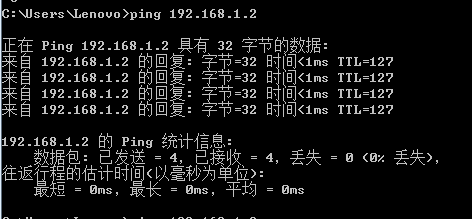 C:\Users\Lenovo>ping 192.168.1.2
正在 Ping 192.168.1.2 具有 32 字节的数据:
来自 192.168.1.2 的回复: 字节=32 时间<1ms TTL=127
来自 192.168.1.2 的回复: 字节=32 时间<1ms TTL=127
来自 192.168.1.2 的回复: 字节=32 时间<1ms TTL=127
来自 192.168.1.2 的回复: 字节=32 时间<1ms TTL=127
192.168.1.2 的 Ping 统计信息:
数据包: 已发送 = 4，已接收 = 4，丢失 = 0 (0% 丢失)，
往返行程的估计时间(以毫秒为单位):
最短 = 0ms，最长 = 0ms，平均 = 0ms